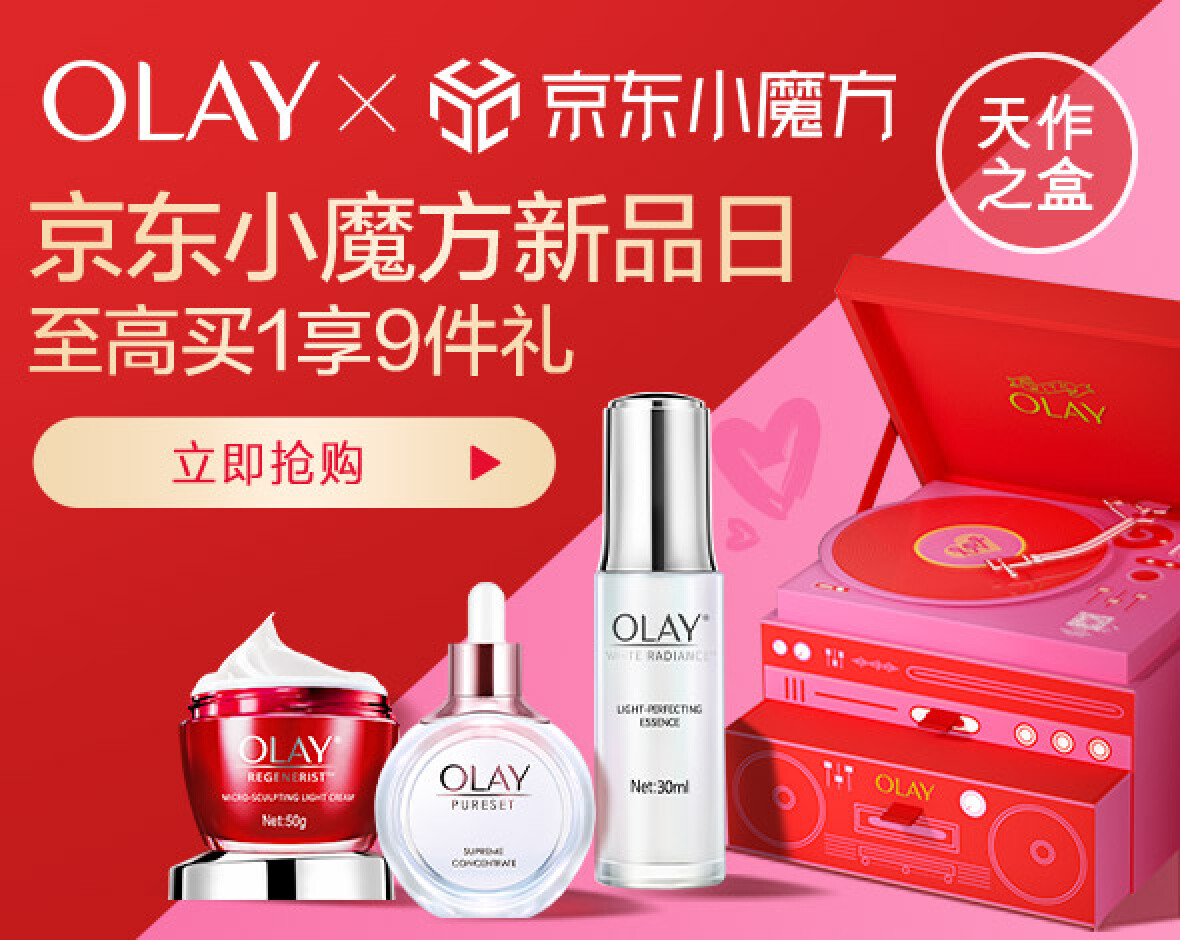 OLAY × 京东小魔方
天作
之盒
京东小魔方新品日
至高买1享9件礼
立即抢购
OLAY
OLAY®
WHITE RADIANCE™
LIGHT-PERFECTING
ESSENCE
Net:30ml
OLAY®
REGENERIST™
MICRO-SCULPTING LIGHT CREAM
Net:50g
OLAY
PURESET
SUPREME
CONCENTRATE
OLAY